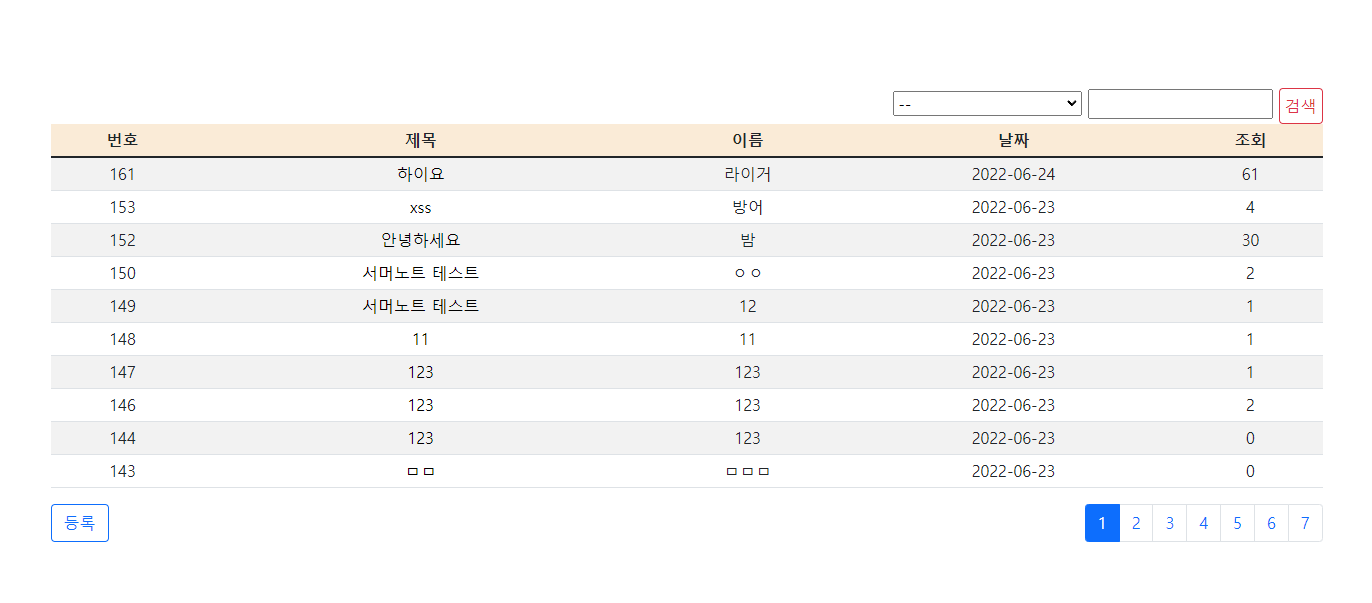 -- 검색
번호 제목 이름 날짜 조회
161 하이요 라이거 2022-06-24 61
153 xss 방어 2022-06-23 4
152 안녕하세요 밤 2022-06-23 30
150 서머노트 테스트 ㅇㅇ 2022-06-23 2
149 서머노트 테스트 12 2022-06-23 1
148 11 11 2022-06-23 1
147 123 123 2022-06-23 1
146 123 123 2022-06-23 2
144 123 123 2022-06-23 0
143 ㅁㅁ ㅁㅁㅁ 2022-06-23 0
등록 1 2 3 4 5 6 7